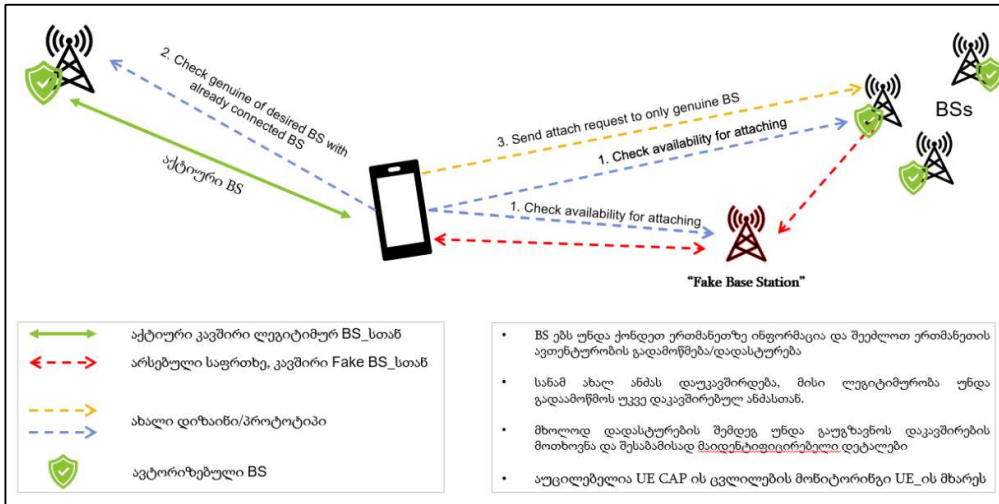 2. Check genuine of desired BS with
already connected BS
აქტიური BS
3. Send attach request to only genuine BS
1. Check availability for attaching
1. Check availability for attaching
BSs
“Fake Base Station”
აქტიური კავშირი ლეგიტიმურ BS_სთან
არსებული საფრთხე, კავშირი Fake BS_სთან
ახალი დიზაინი/პროტოტიპი
ავტორიზებული BS
• BS ებს უნდა ქონდეთ ერთმანეთზე ინფორმაცია და შეეძლოთ ერთმანეთის
ავთენტურობის გადამოწმება/დადასტურება
• სანამ ახალ ანძას დაუკავშირდება, მისი ლეგიტიმურობა უნდა
გადაამოწმოს უკვე დაკავშირებულ ანძასთან.
• მხოლოდ დადასტურების შემდეგ უნდა გაუგზავნოს დაკავშირების
მოთხოვნა და შესაბამისად მაიდენტიფიცირებელი დეტალები
• აუცილებელია UE CAP ის ცვლილების მონიტორინგი UE_ის მხარეს